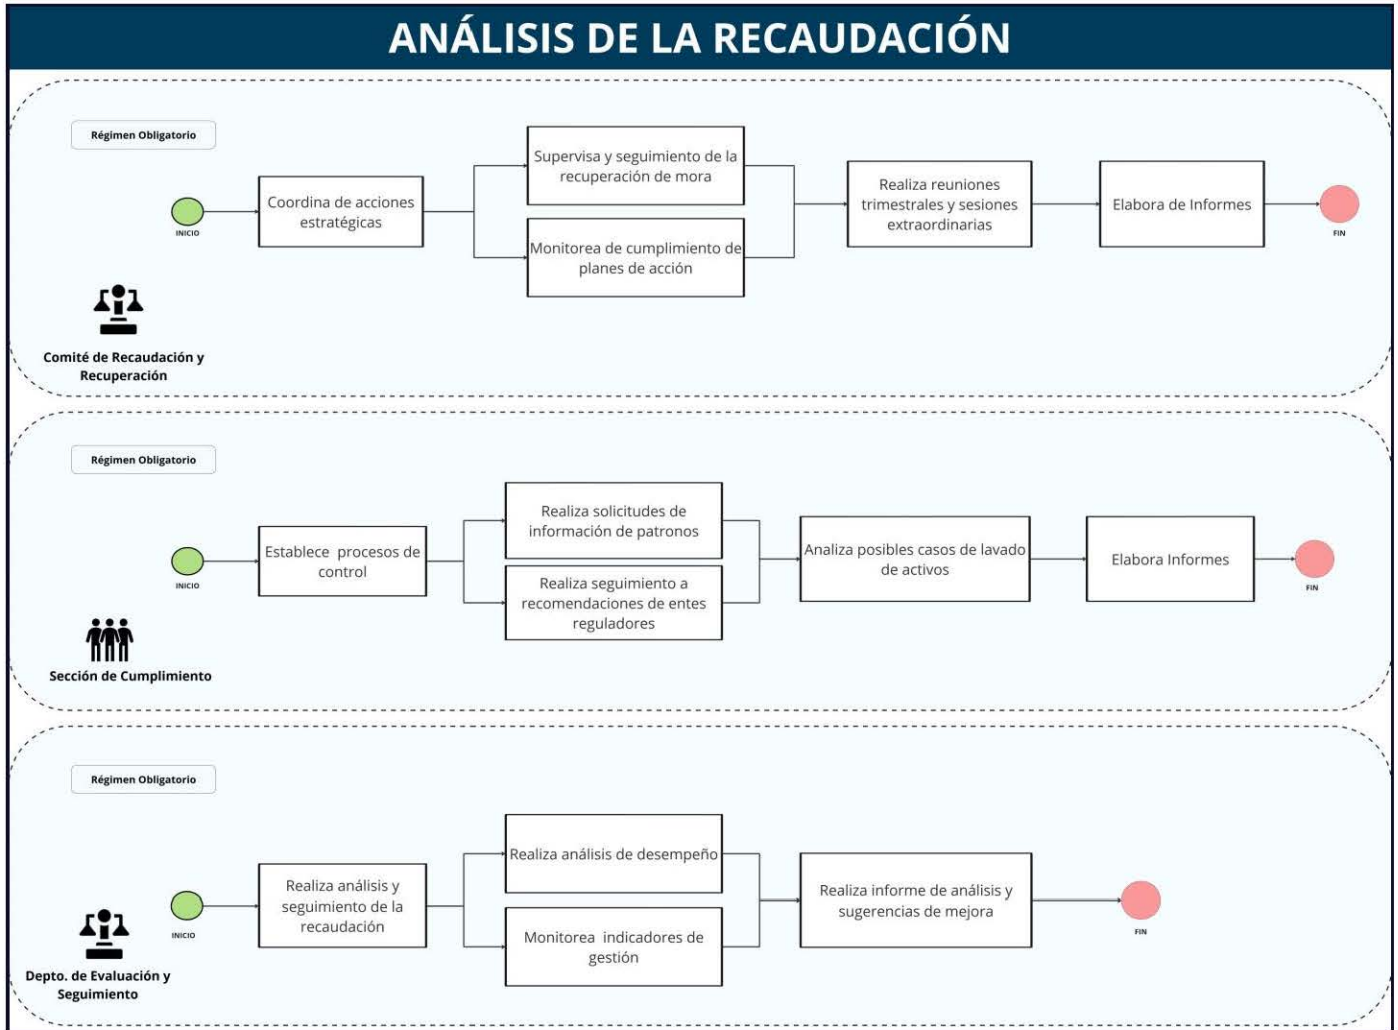 ANÁLISIS DE LA RECAUDACIÓN
Régimen Obligatorio
INICIO
Coordina de acciones
estratégicas
Supervisa y seguimiento de la
recuperación de mora
Monitorea de cumplimiento de
planes de acción
Realiza reuniones
trimestrales y sesiones
extraordinarias
Elabora de Informes
FIN
Comité de Recaudación y
Recuperación
Régimen Obligatorio
INICIO
Establece procesos de
control
Realiza solicitudes de
información de patronos
Realiza seguimiento a
recomendaciones de entes
reguladores
Analiza posibles casos de lavado
de activos
Elabora Informes
FIN
Sección de Cumplimiento
Régimen Obligatorio
INICIO
Realiza análisis y
seguimiento de la
recaudación
Realiza análisis de desempeño
Monitorea indicadores de
gestión
Realiza informe de análisis y
sugerencias de mejora
FIN
Depto. de Evaluación y
Seguimiento